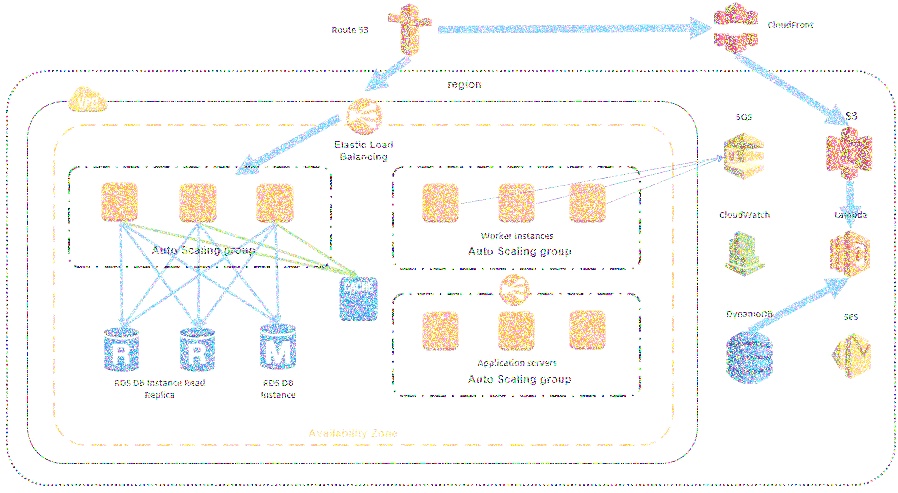 Route 53
CloudFront
region
Elastic Load
Balancing
SQS
S3
Worker Instances
Auto Scaling group
Auto Scaling group
CloudWatch
Lambda
DynamoDB
SES
Application servers
Auto Scaling group
R
R
M
RDS DB Instance Read
Replica
RDS DB
Instance
Availability Zone